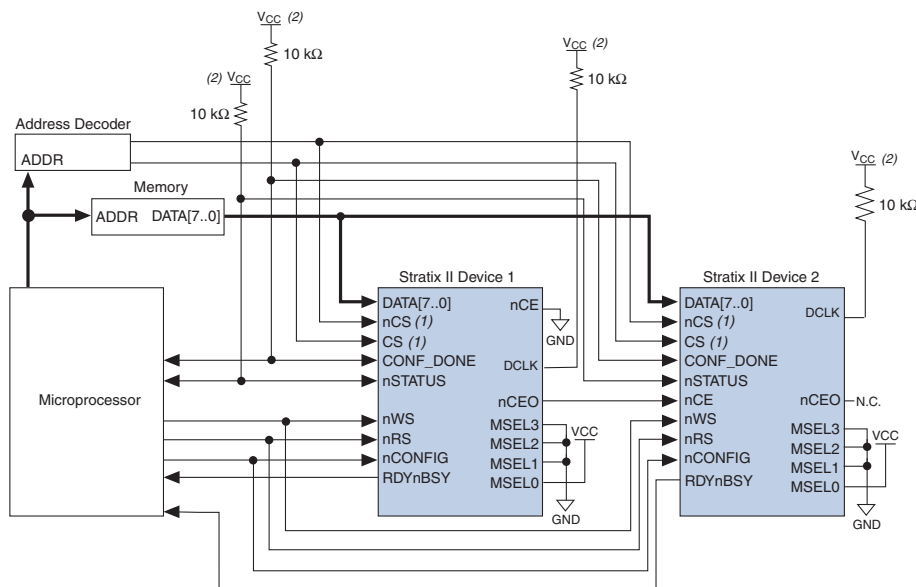 VCC (2)
10 kΩ
VCC (2)
10 kΩ
(2) VCC
10 kΩ
Address Decoder
ADDR
VCC (2)
10 kΩ
Memory
ADDR DATA[7..0]
Stratix II Device 1
DATA[7..0]
nCS (1)
CS (1)
CONF_DONE
nSTATUS
nWS
nRS
nCONFIG
RDYnBSY
nCE
GND
DCLK
nCEO
MSEL3
MSEL2
MSEL1
MSEL0
VCC
GND
Stratix II Device 2
DATA[7..0]
nCS (1)
CS (1)
CONF_DONE
nSTATUS
nCE
nWS
nRS
nCONFIG
RDYnBSY
DCLK
nCEO
N.C.
MSEL3
MSEL2
MSEL1
MSEL0
VCC
GND
Microprocessor